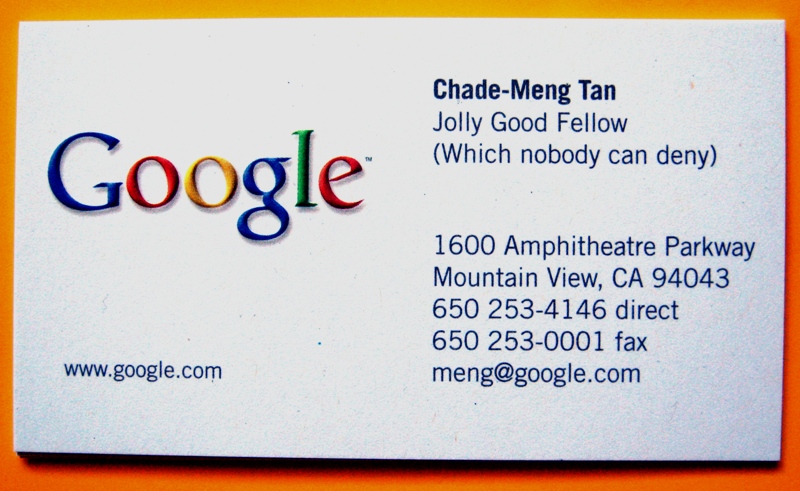 Google™
www.google.com
Chade-Meng Tan
Jolly Good Fellow
(Which nobody can deny)
1600 Amphitheatre Parkway
Mountain View, CA 94043
650 253-4146 direct
650 253-0001 fax
meng@google.com